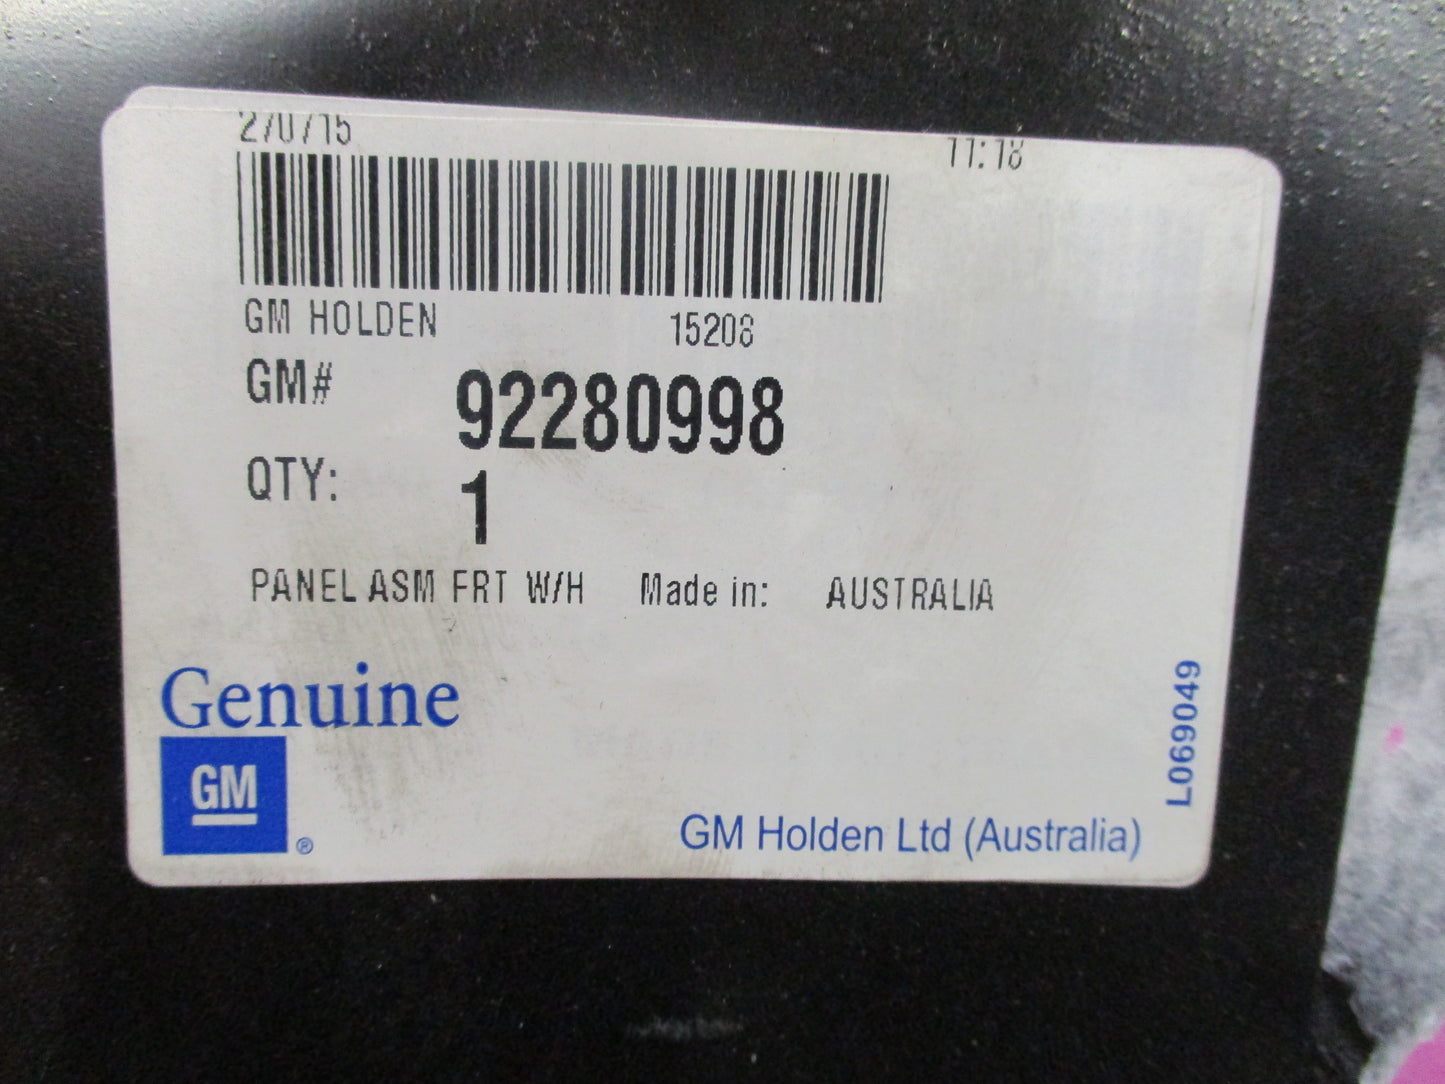 2/07/15 11:18
GM HOLDEN 15208
GM# 92280998
QTY: 1
PANEL ASM FRT W/H Made in: AUSTRALIA
Genuine
GM ®
GM Holden Ltd (Australia)
L069049